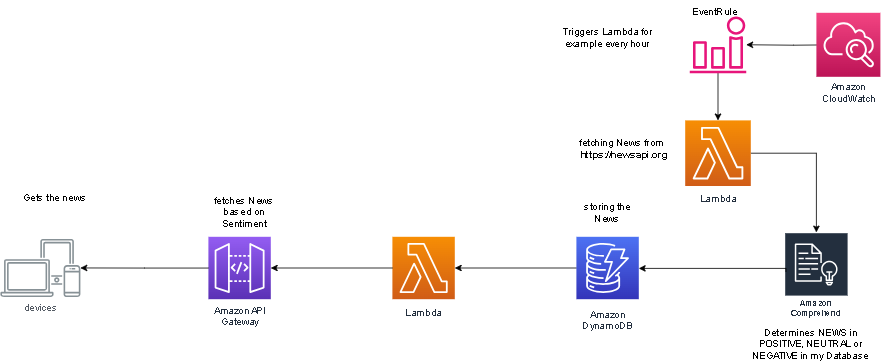 EventRule
Triggers Lambda for
example every hour
Amazon
CloudWatch
fetching News from
https://newsapi.org
Lambda
Gets the news
fetches News
based on
Sentiment
storing the
News
devices
Amazon API
Gateway
Lambda
Amazon
DynamoDB
Amazon
Comprehend
Determines NEWS in
POSITIVE, NEUTRAL or
NEGATIVE in my Database